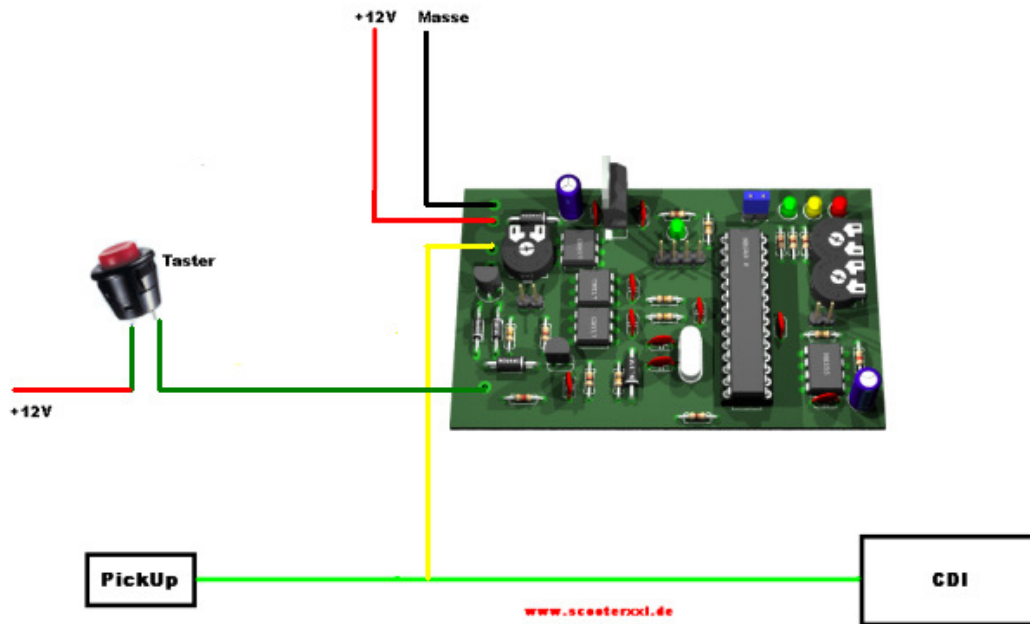 +12V Masse
Taster
+12V
PickUp
CDI
www.scooterxxl.de